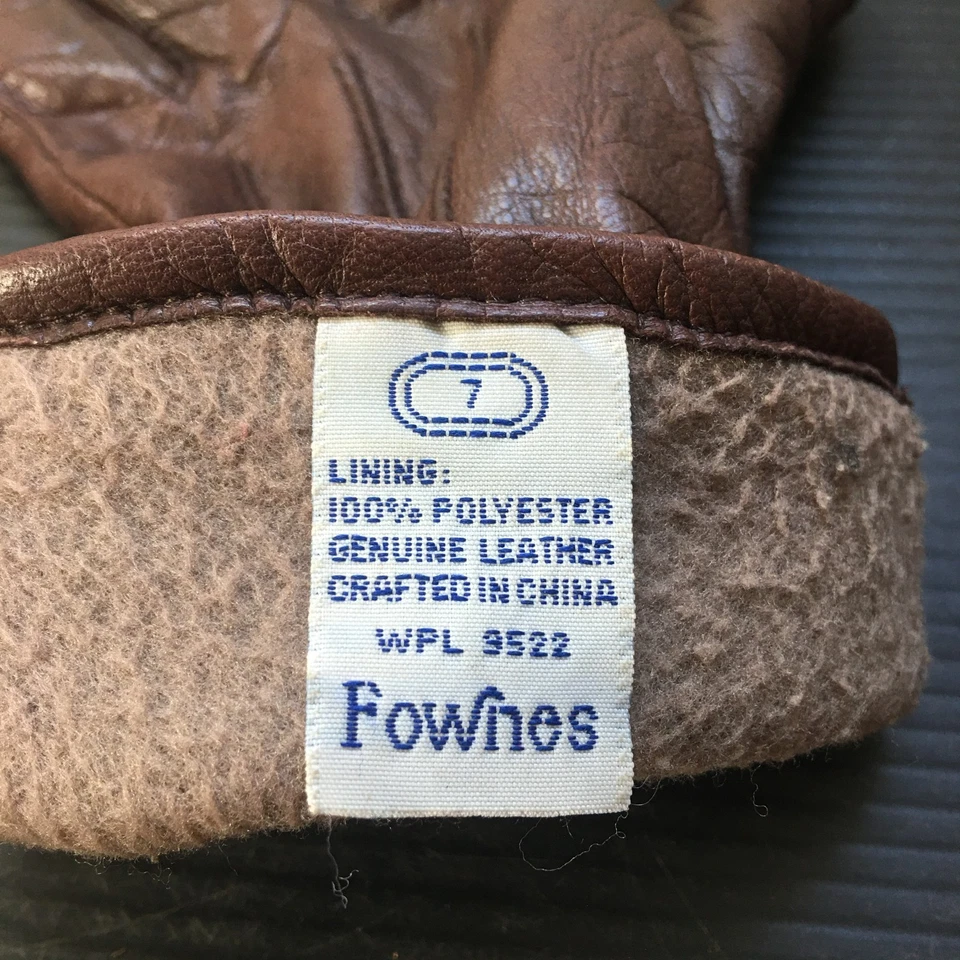 7
LINING:
100% POLYESTER
GENUINE LEATHER
CRAFTED IN CHINA
WPL 9522
Fownes